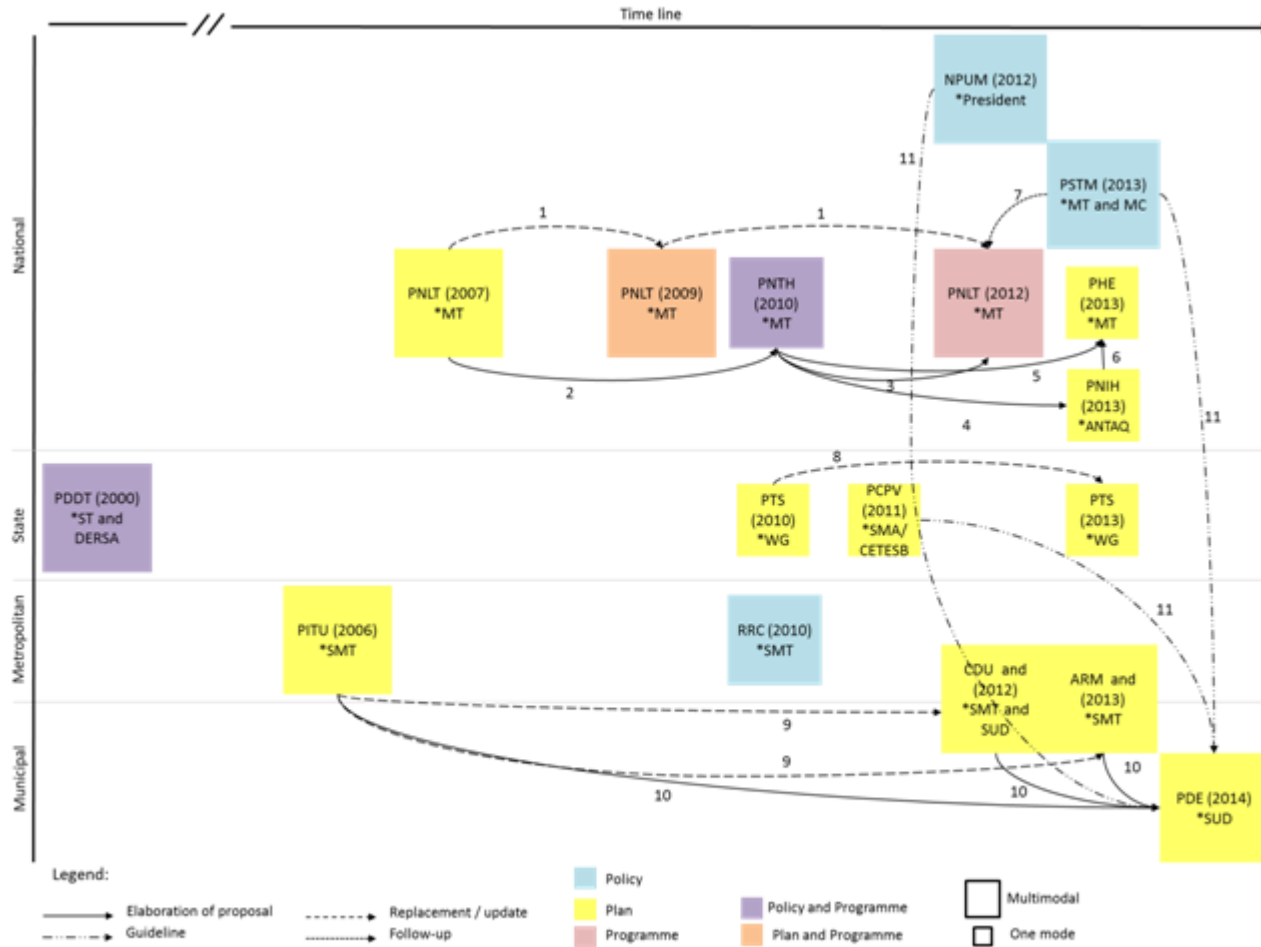 Time line
NPUM (2012)
*President
11
PSTM (2013)
*MT and MC
7
1
1
National
PNLT (2007)
*MT
PNLT (2009)
*MT
PNTH
(2010)
*MT
PNLT (2012)
*MT
PHE
(2013)
*MT
2
3
5
6
4
PNIH
(2013)
*ANTAQ
11
State
PDDT (2000)
*ST and
DERSA
8
PTS
(2010)
*WG
PCPV
(2011)
*SMA/
CETESB
PTS
(2013)
*WG
11
Metropolitan
PITU (2006)
*SMT
RRC (2010)
*SMT
CDU and
(2012)
*SMT and
SUD
ARM and
(2013)
*SMT
Municipal
9
9
10
10
10
PDE (2014)
*SUD
Legend:
Elaboration of proposal
Guideline
Replacement / update
Follow-up
Policy
Plan
Programme
Policy and Programme
Plan and Programme
Multimodal
One mode